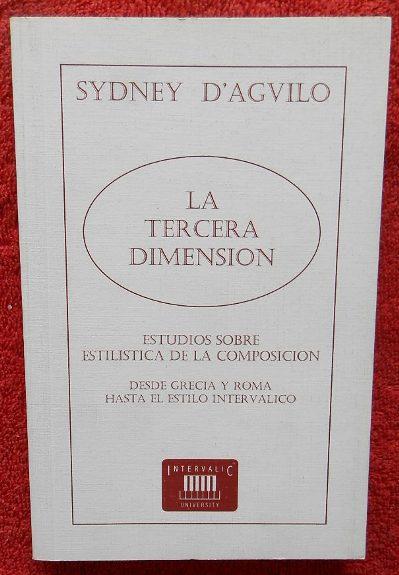 SYDNEY D'AGVILO
LA
TERCERA
DIMENSION
ESTUDIOS SOBRE
ESTILISTICA DE LA COMPOSICION
DESDE GRECIA Y ROMA
HASTA EL ESTILO INTERVALICO
INTERVALIC
UNIVERSITY